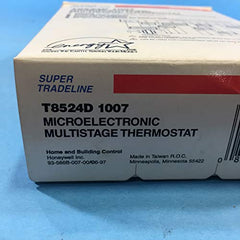 SUPER
TRADELINE
T8524D 1007
MICROELECTRONIC
MULTISTAGE THERMOSTAT
Home and Building Control
Honeywell Inc.
Made in Taiwan R.O.C.
Minneapolis, Minnesota 55422